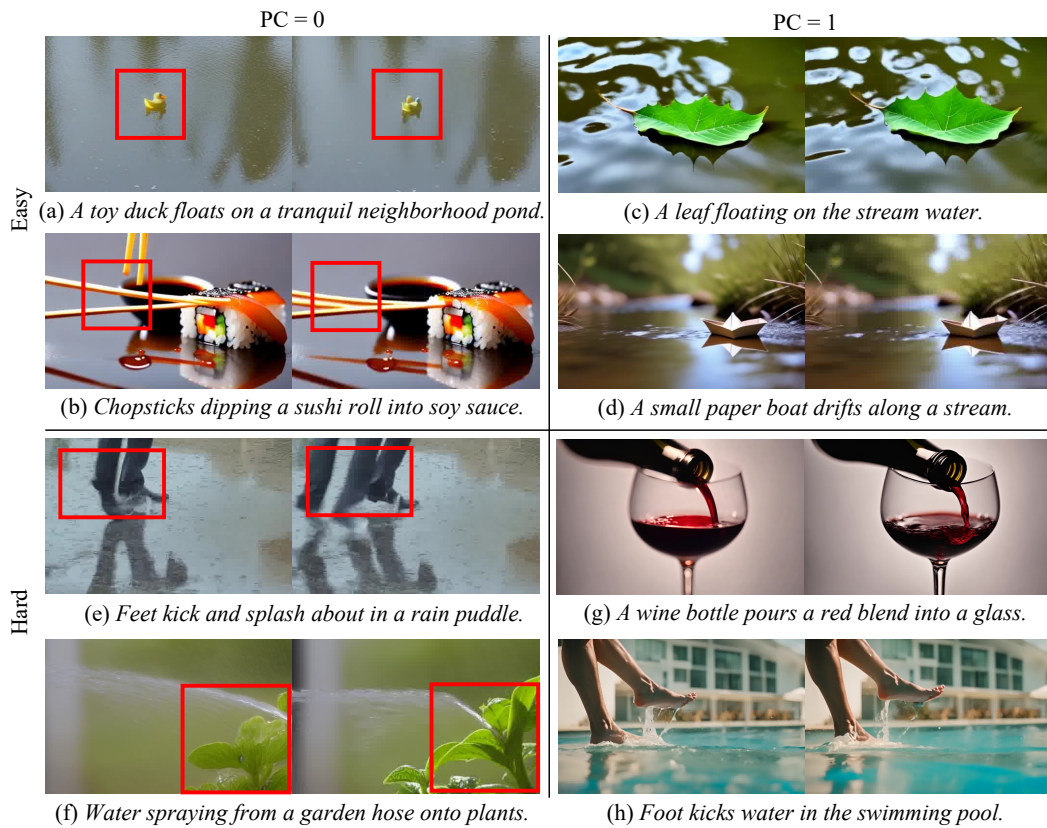 PC = 0
PC = 1
Easy
(a) A toy duck floats on a tranquil neighborhood pond.
(c) A leaf floating on the stream water.
(b) Chopsticks dipping a sushi roll into soy sauce.
(d) A small paper boat drifts along a stream.
Hard
(e) Feet kick and splash about in a rain puddle.
(g) A wine bottle pours a red blend into a glass.
(f) Water spraying from a garden hose onto plants.
(h) Foot kicks water in the swimming pool.